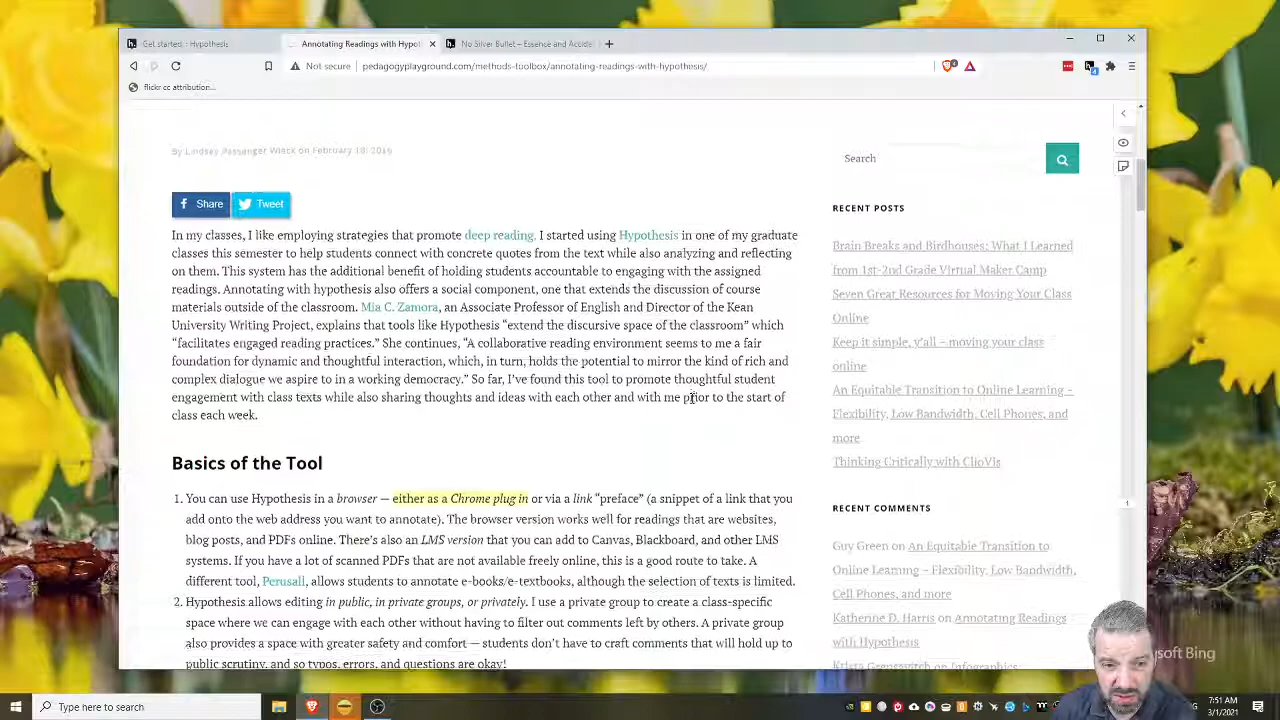 Get started : Hypothesis
Annotating Readings with Hypot
No Silver Bullet – Essence and Accide
Not secure
pedagogyplayground.com/methods-toolbox/annotating-readings-with-hypothesis/
flickr cc attribution...
By Lindsay Passenger Wieck on February 18, 2019
Share
Tweet
In my classes, I like employing strategies that promote deep reading. I started using Hypothesis in one of my graduate
classes this semester to help students connect with concrete quotes from the text while also analyzing and reflecting
on them. This system has the additional benefit of holding students accountable to engaging with the assigned
readings. Annotating with hypothesis also offers a social component, one that extends the discussion of course
materials outside of the classroom. Mia C. Zamora, an Associate Professor of English and Director of the Kean
University Writing Project, explains that tools like Hypothesis “extend the discursive space of the classroom” which
“facilitates engaged reading practices.” She continues, “A collaborative reading environment seems to me a fair
foundation for dynamic and thoughtful interaction, which, in turn, holds the potential to mirror the kind of rich and
complex dialogue we aspire to in a working democracy.” So far, I’ve found this tool to promote thoughtful student
engagement with class texts while also sharing thoughts and ideas with each other and with me prior to the start of
class each week.
Basics of the Tool
1. You can use Hypothesis in a browser — either as a Chrome plug in or via a link “preface” (a snippet of a link that you
add onto the web address you want to annotate). The browser version works well for readings that are websites,
blog posts, and PDFs online. There’s also an LMS version that you can add to Canvas, Blackboard, and other LMS
systems. If you have a lot of scanned PDFs that are not available freely online, this is a good route to take. A
different tool, Perusall, allows students to annotate e-books/e-textbooks, although the selection of texts is limited.
2. Hypothesis allows editing in public, in private groups, or privately. I use a private group to create a class-specific
space where we can engage with each other without having to filter out comments left by others. A private group
also provides a space with greater safety and comfort — students don’t have to craft comments that will hold up to
public scrutiny, and so typos, errors, and questions are okay!
Search
RECENT POSTS
Brain Breaks and Birdhouses: What I Learned
from 1st-2nd Grade Virtual Maker Camp
Seven Great Resources for Moving Your Class
Online
Keep it simple, y’all – moving your class
online
An Equitable Transition to Online Learning –
Flexibility, Low Bandwidth, Cell Phones, and
more
Thinking Critically with ClioVis
RECENT COMMENTS
Guy Green on An Equitable Transition to
Online Learning – Flexibility, Low Bandwidth,
Cell Phones, and more
Katherine D. Harris on Annotating Readings
with Hypothesis
on Infographics:
1
soft Bing
Type here to search
7:51 AM
3/1/2021